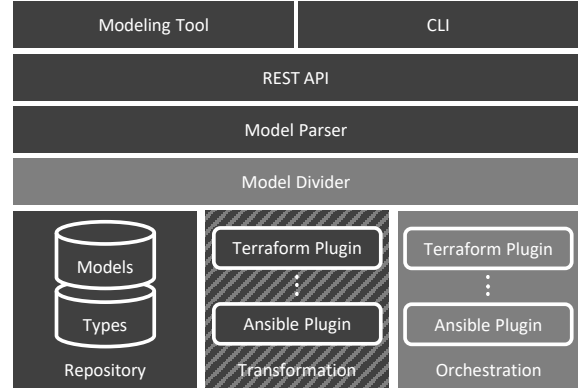 Modeling Tool
CLI
REST API
Model Parser
Model Divider
Models
Types
Repository
Terraform Plugin
⋮
Ansible Plugin
Transformation
Terraform Plugin
⋮
Ansible Plugin
Orchestration